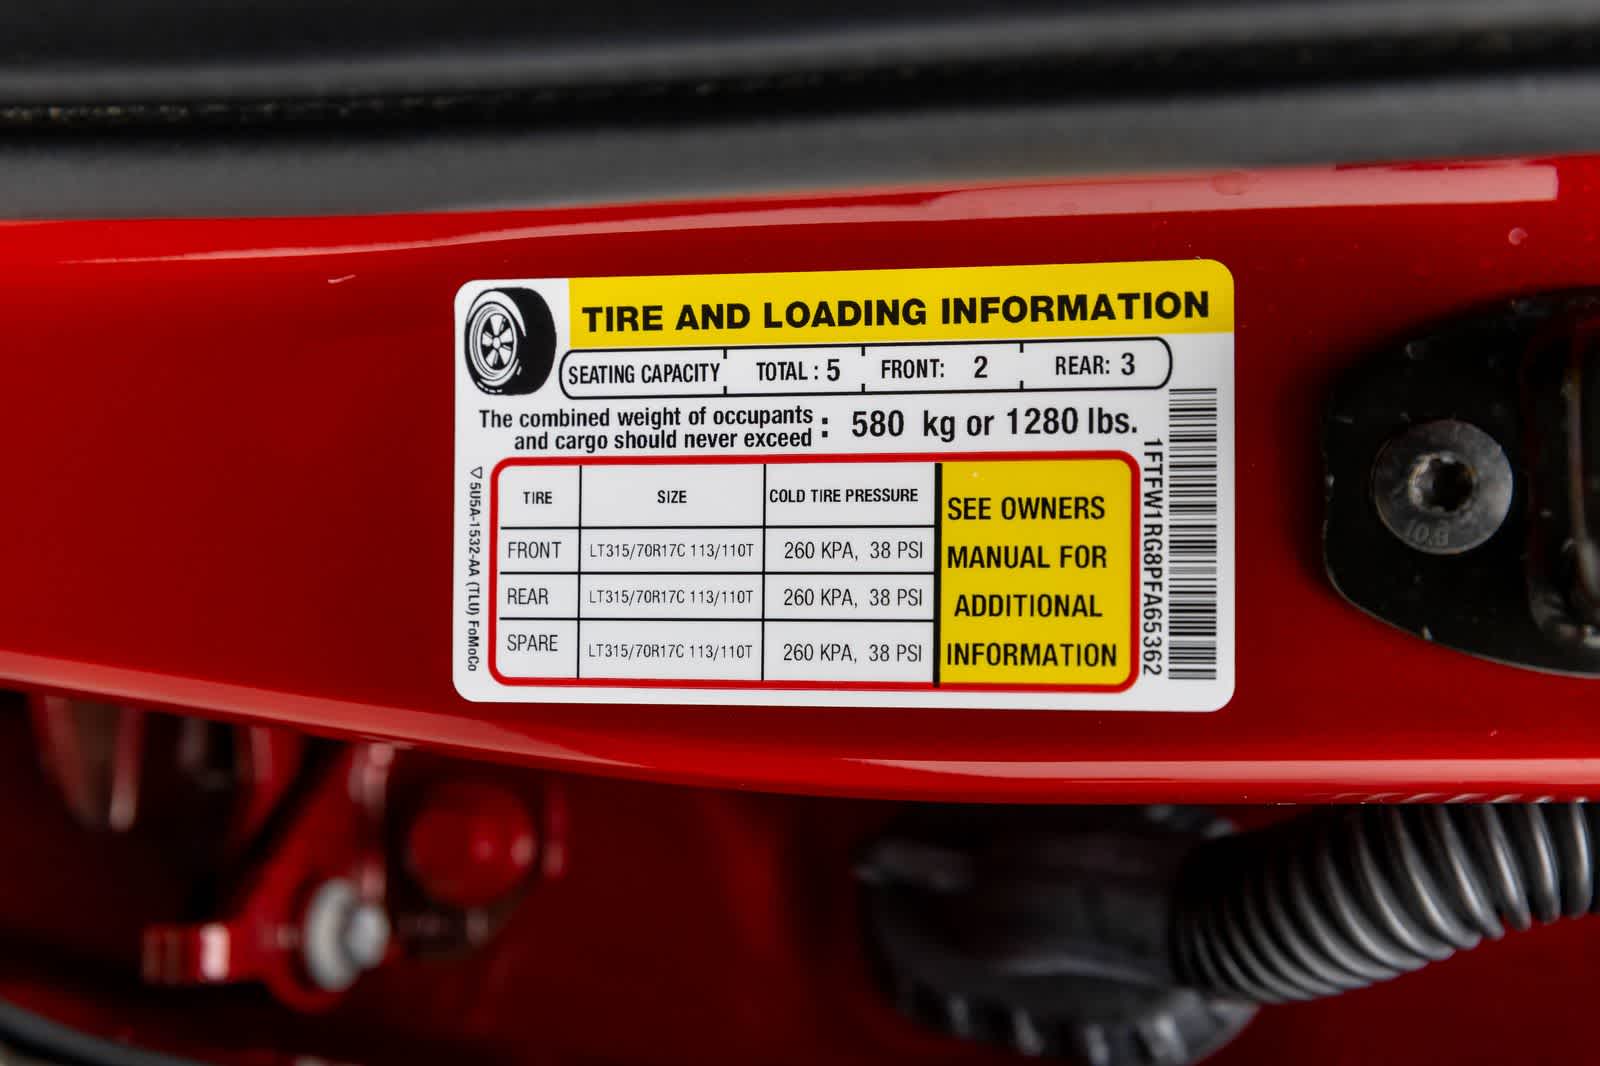 TIRE AND LOADING INFORMATION
SEATING CAPACITY TOTAL : 5 FRONT: 2 REAR: 3
The combined weight of occupants
and cargo should never exceed : 580 kg or 1280 lbs.
TIRE SIZE COLD TIRE PRESSURE
FRONT LT315/70R17C 113/110T 260 KPA, 38 PSI
REAR LT315/70R17C 113/110T 260 KPA, 38 PSI
SPARE LT315/70R17C 113/110T 260 KPA, 38 PSI
SEE OWNERS
MANUAL FOR
ADDITIONAL
INFORMATION
5U5A-1532-AA (TLU) FoMoCo
1FTFW1RG8PFA65362
10.9